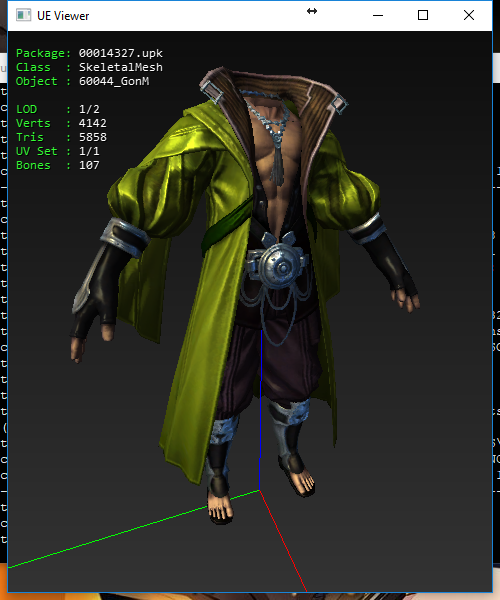 UE Viewer
Package: 00014327.upk
Class : SkeletalMesh
Object : 60044_GonM
LOD : 1/2
Verts : 4142
Tris : 5858
UV Set : 1/1
Bones : 107